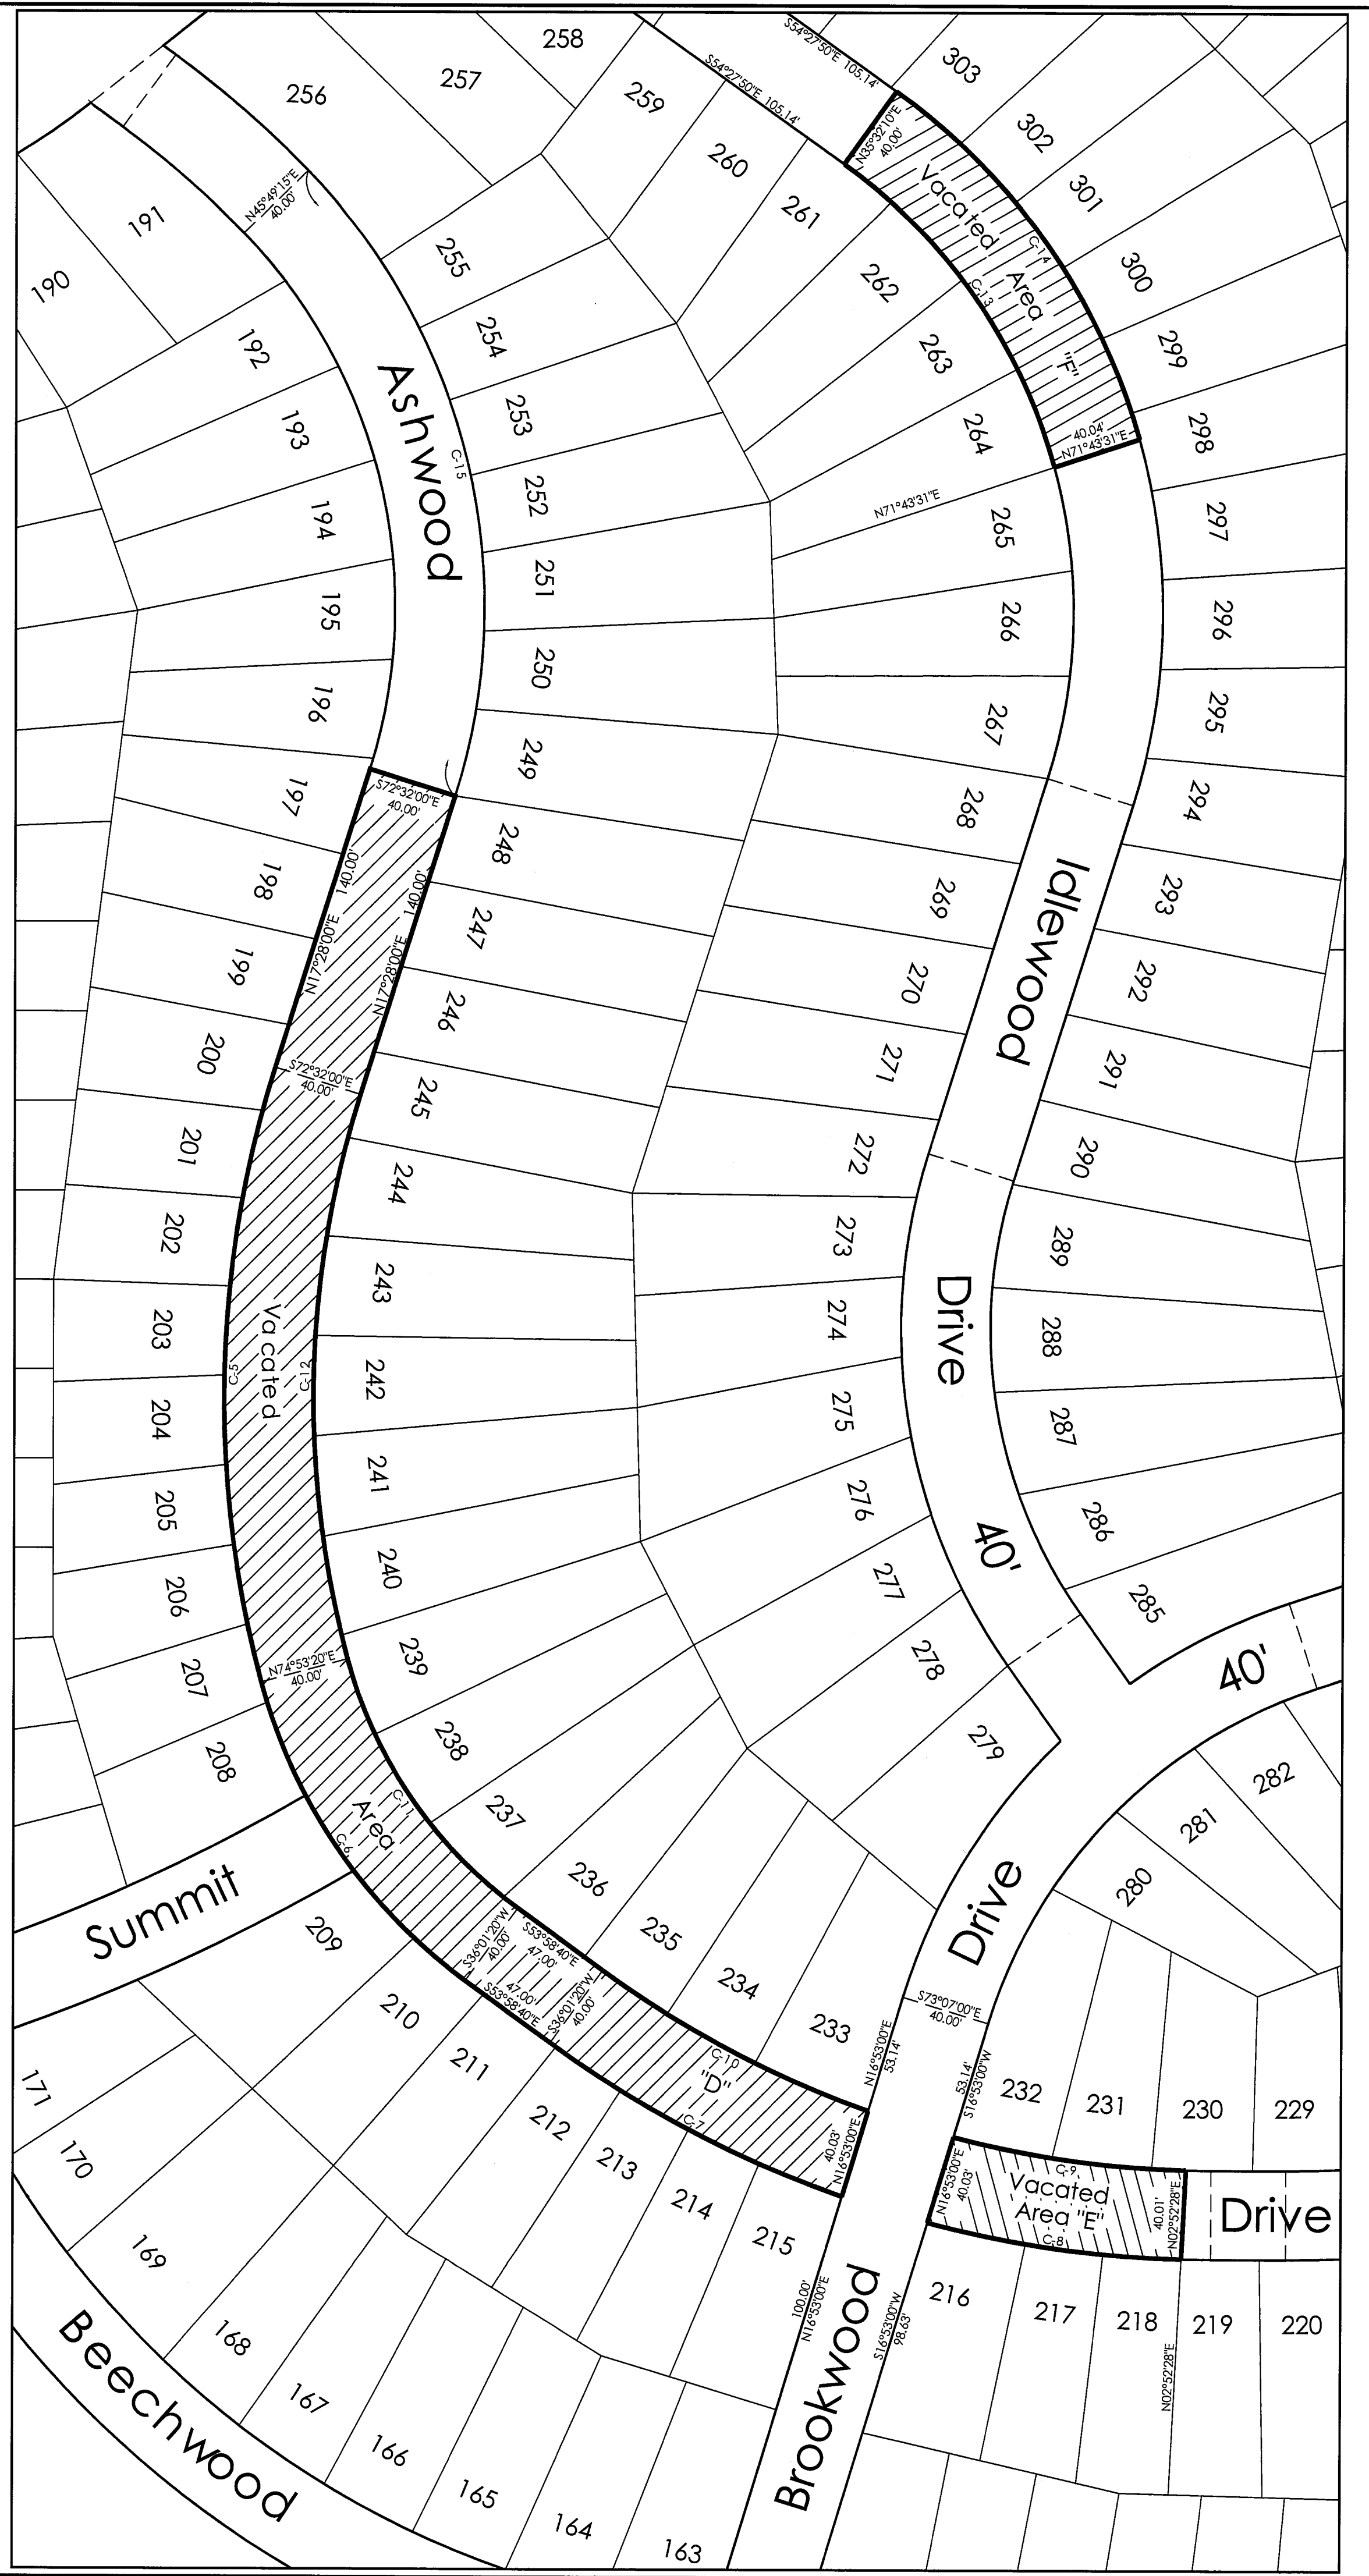 258
S54°27'50"E 105.14'
S54°27'50"E 105.14'
303
257
256
259
N35°32'10"E
40.00'
302
260
Vacated
Area
"F"
C-14
C-13
301
N45°49'15"E
40.00'
191
261
190
255
262
300
254
192
263
299
Ashwood
253
193
264
40.04'
N71°43'31"E
298
C-15
252
194
N71°43'31"E
265
297
251
195
266
296
250
196
267
295
249
S72°32'00"E
40.00'
197
248
268
294
140.00'
N17°28'00"E
140.00'
N17°28'00"E
198
247
269
Idlewood
293
199
246
270
292
200
S72°32'00"E
40.00'
245
271
291
201
244
272
290
202
243
273
289
203
Vacated
C-5
C-12
242
274
Drive
288
204
241
275
287
205
240
276
40'
286
206
239
277
285
207
N74°53'20"E
40.00'
278
40'
208
238
279
282
Area
C-11
C-6
237
281
280
Summit
236
Drive
209
S36°01'20"W
40.00'
S53°58'40"E
47.00'
235
47.00'
S53°58'40"E
S36°01'20"W
40.00'
234
210
233
S73°07'00"E
40.00'
N16°53'00"E
53.14'
53.14'
S16°53'00"W
211
C-10
"D"
C-7
232
231
230
229
171
212
40.03'
N16°53'00"E
170
213
N16°53'00"E
40.03'
C-9
Vacated
Area "E"
C-8
40.01'
N02°52'28"E
Drive
214
169
215
216
217
218
219
220
100.00'
N16°53'00"E
S16°53'00"W
98.63'
N02°52'28"E
168
Brookwood
Beechwood
167
166
165
164
163